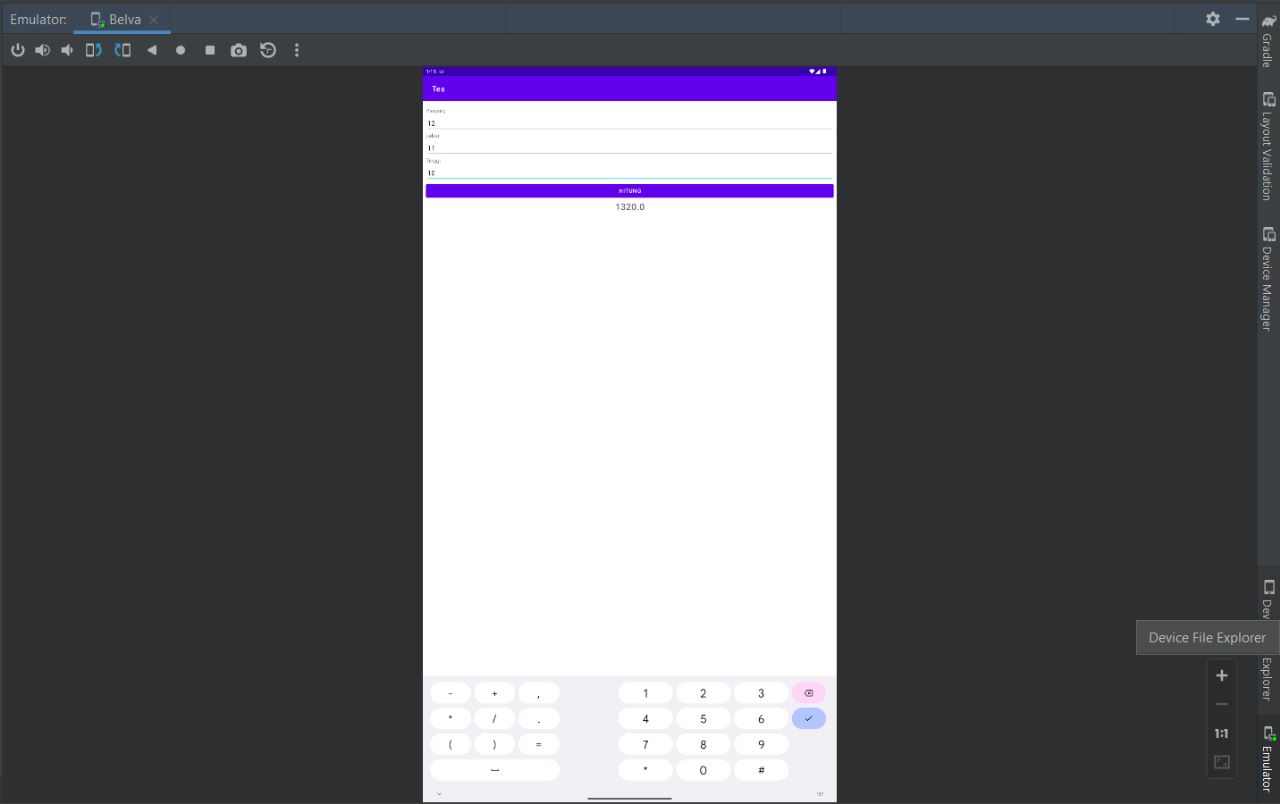 Emulator: Belva
Gradle
Layout Validation
Device Manager
1:15
Tes
Panjang
12
Lebar
11
Tinggi
10
HITUNG
1320.0
Device File Explorer
Dev
Explorer
1:1
Emulator
- + , 1 2 3
* / . 4 5 6
( ) = 7 8 9
* 0 #